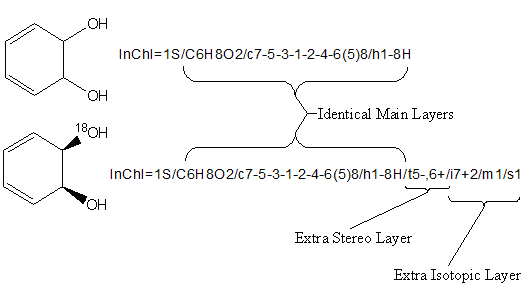 OH
InChI=1S/C6H8O2/c7-5-3-1-2-4-6(5)8/h1-8H
OH
Identical Main Layers
18OH
InChI=1S/C6H8O2/c7-5-3-1-2-4-6(5)8/h1-8H/t5-,6+/i7+2/m1/s1
OH
Extra Stereo Layer
Extra Isotopic Layer